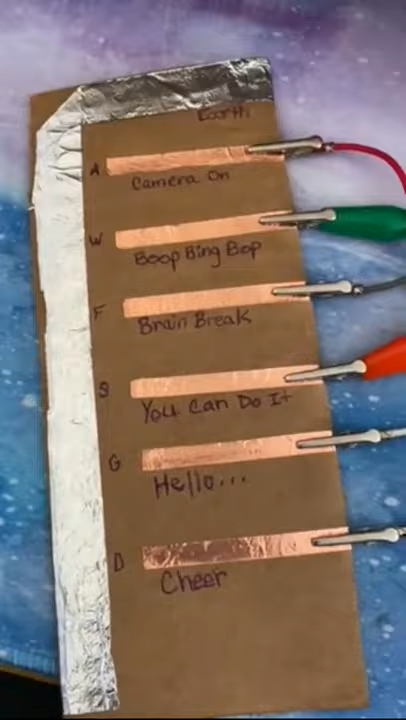 Earth
A
Camera On
W
Boop Bing Bop
F
Brain Break
S
You Can Do It
G
Hello...
D
Cheer